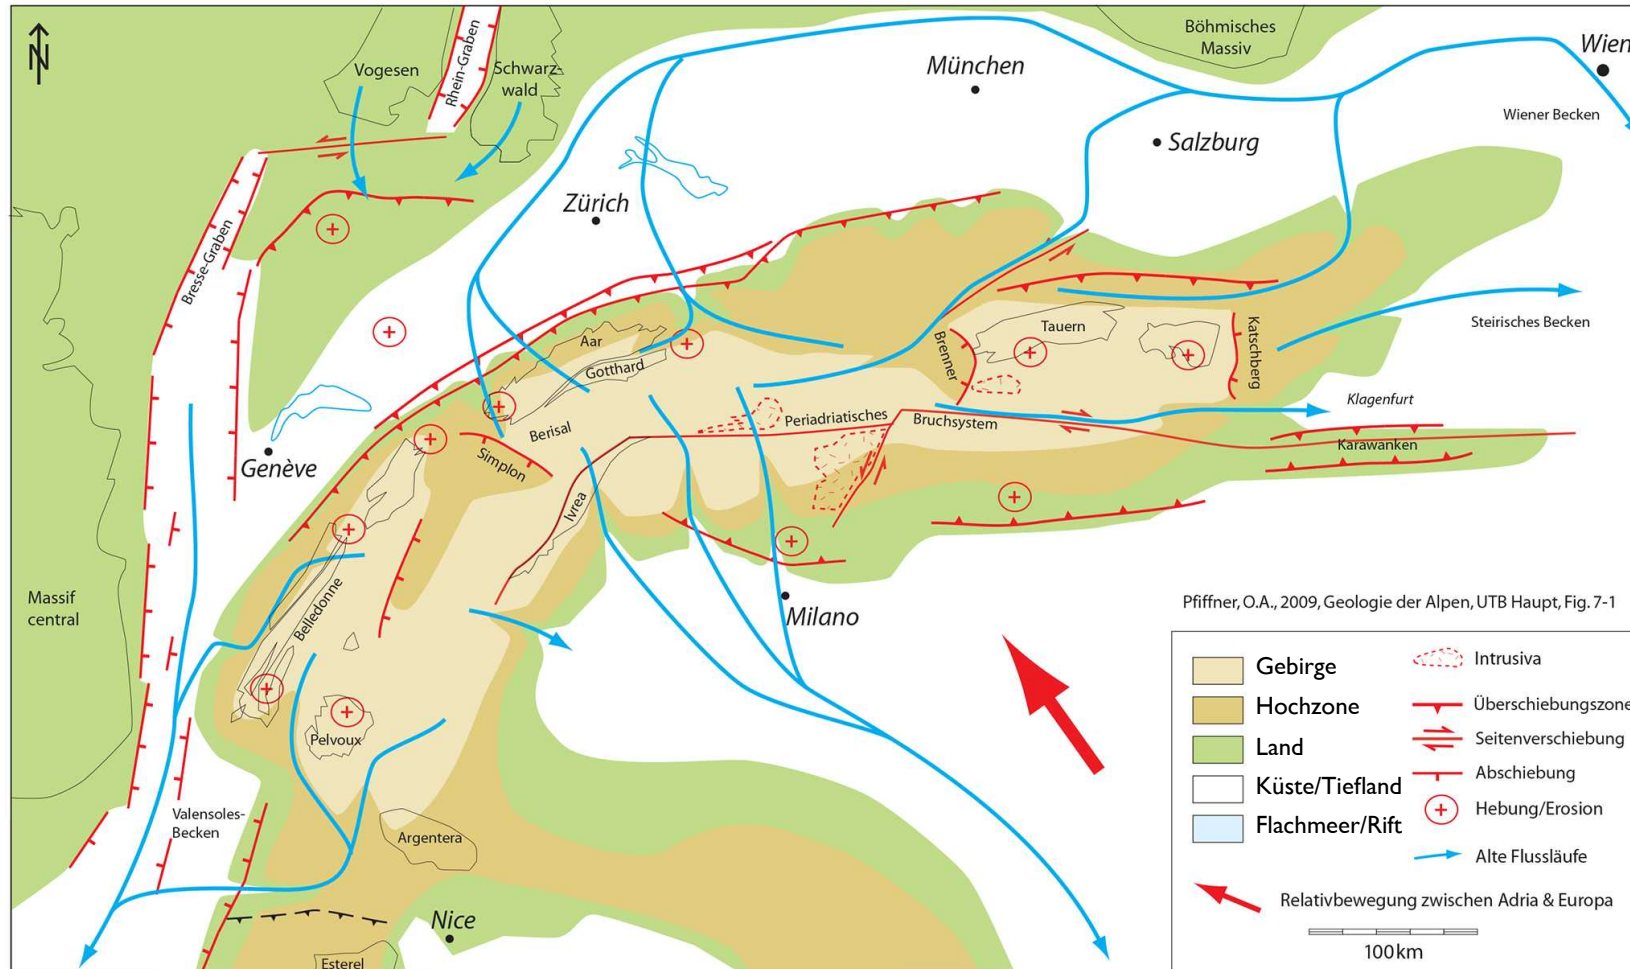 N
Vogesen
Rhein-Graben
Schwarz-
wald
Böhmisches
Massiv
München
Wien
Wiener Becken
Salzburg
Zürich
Bresse-Graben
Aar
Gotthard
Tauern
Brenner
Katschberg
Steirisches Becken
Klagenfurt
Periadriatisches
Bruchsystem
Karawanken
Berisal
Simplon
Genève
Ivrea
Massif
central
Belledonne
Milano
Pelvoux
Valensoles-
Becken
Argentera
Nice
Esterel
Pfiffner, O.A., 2009, Geologie der Alpen, UTB Haupt, Fig. 7-1
Gebirge
Hochzone
Land
Küste/Tiefland
Flachmeer/Rift
Intrusiva
Überschiebungszone
Seitenverschiebung
Abschiebung
Hebung/Erosion
Alte Flussläufe
Relativbewegung zwischen Adria & Europa
100 km